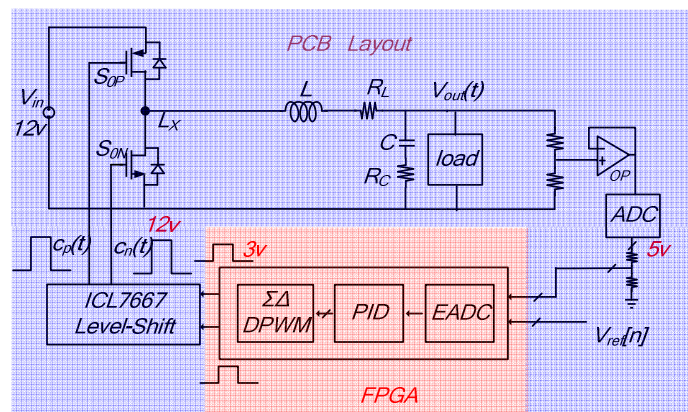 PCB Layout
S0P
Vin
12v
LX
L
RL
Vout(t)
S0N
C
RC
load
OP
ADC
12v
cp(t)
cn(t)
3v
5v
ICL7667
Level-Shift
ΣΔ
DPWM
PID
EADC
Vref[n]
FPGA